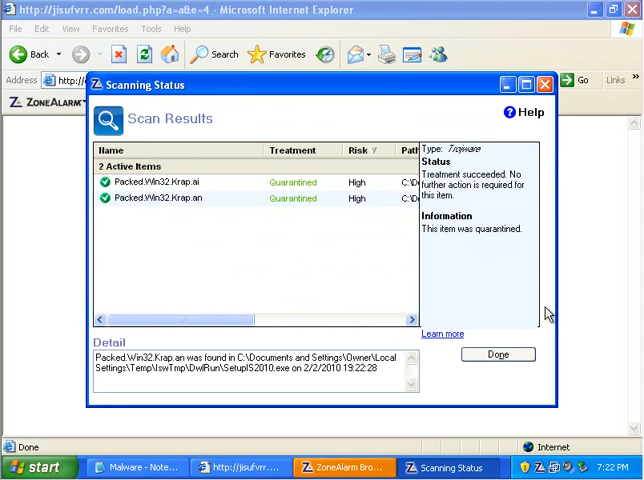 http://jisufvrr.com/load.php?a=a&e=4 - Microsoft Internet Explorer
File Edit View Favorites Tools Help
Back Search Favorites
Address http:/ Go Links »
ZONEALARM
Scanning Status
Scan Results
Help
Name Treatment Risk Path
2 Active Items
Packed.Win32.Krap.ai Quarantined High C:\D
Packed.Win32.Krap.an Quarantined High C:\D
Type: Trojware
Status
Treatment succeeded. No
further action is required for
this item.
Information
This item was quarantined.
Learn more
Detail
Packed.Win32.Krap.an was found in C:\Documents and Settings\Owner\Local
Settings\Temp\IswTmp\DwlRun\SetupIS2010.exe on 2/2/2010 19:22:28
Done
Done Internet
start Malware - Note... http://jisufvrr.... ZoneAlarm Bro... Scanning Status 7:22 PM